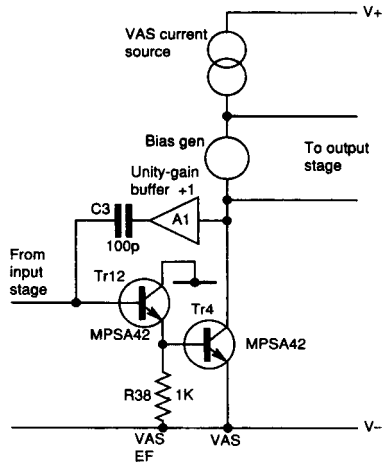 V+
VAS current
source
Bias gen
To output
stage
Unity-gain
buffer +1
C3
A1
100p
From
input
stage
Tr12
Tr4
MPSA42
MPSA42
R38
1K
V−
VAS
EF
VAS